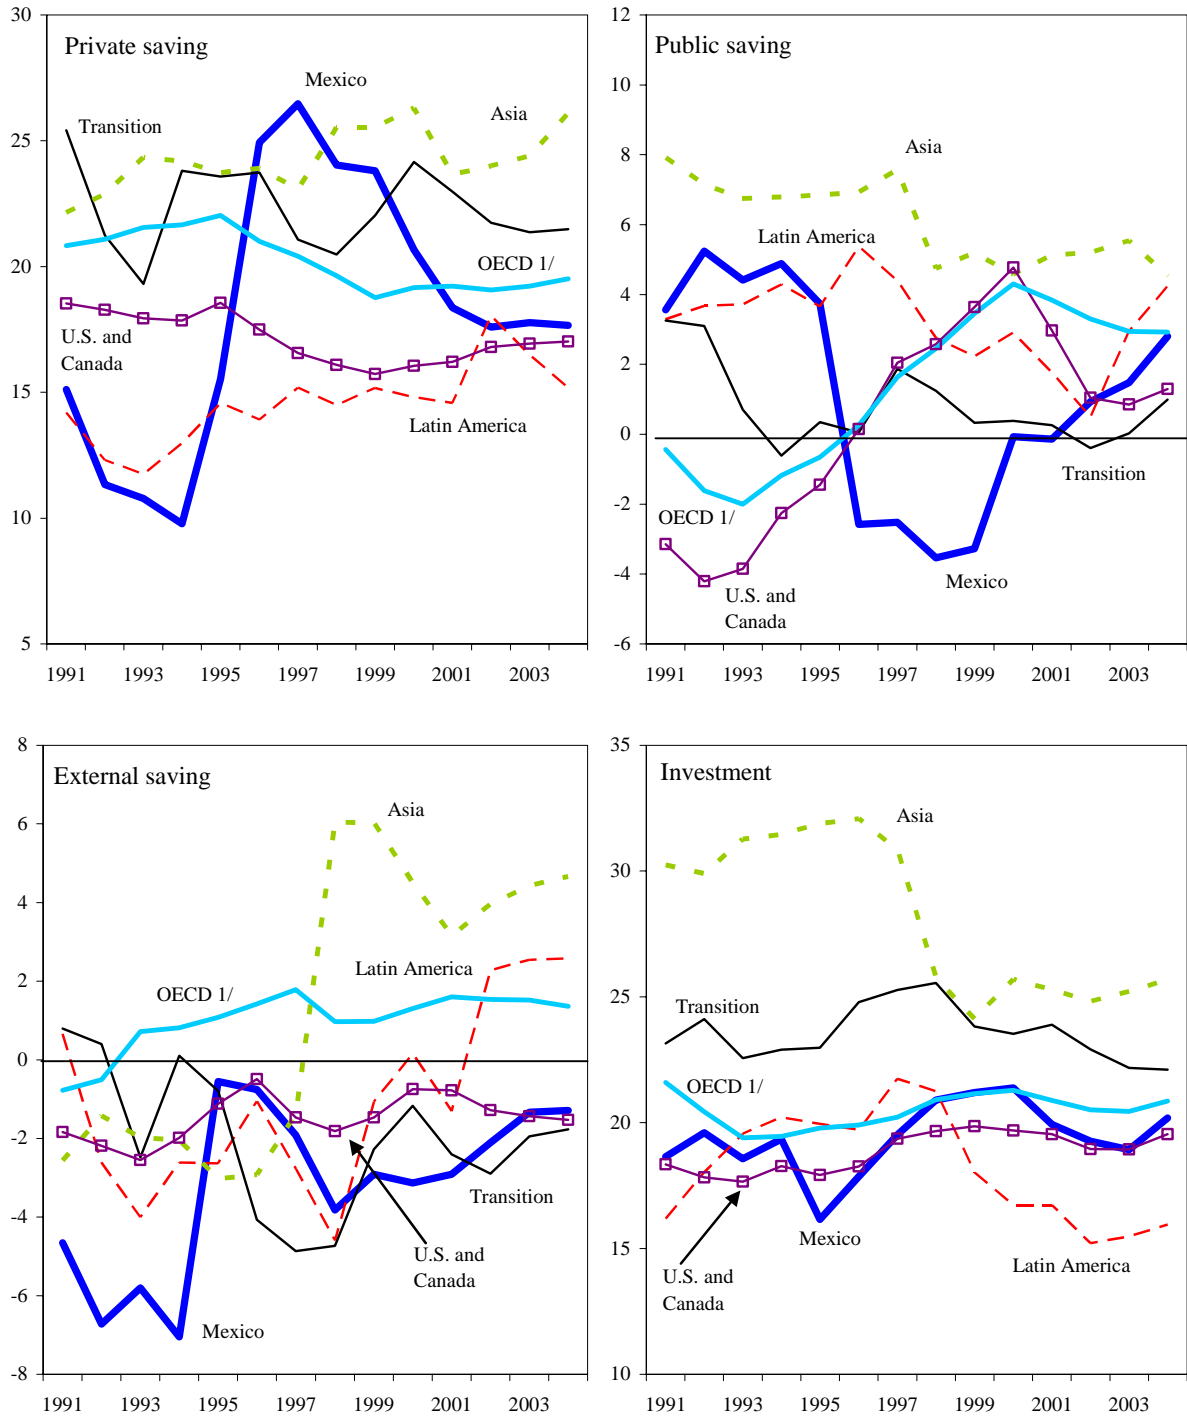 Private saving
30
25
20
15
10
5
Mexico
Asia
Transition
OECD 1/
U.S. and
Canada
Latin America
1991 1993 1995 1997 1999 2001 2003
Public saving
12
10
8
6
4
2
0
-2
-4
-6
Asia
Latin America
Transition
OECD 1/
Mexico
U.S. and
Canada
1991 1993 1995 1997 1999 2001 2003
External saving
8
6
4
2
0
-2
-4
-6
-8
Asia
Latin America
OECD 1/
Transition
U.S. and
Canada
Mexico
1991 1993 1995 1997 1999 2001 2003
Investment
35
30
25
20
15
10
Asia
Transition
OECD 1/
Mexico
U.S. and
Canada
Latin America
1991 1993 1995 1997 1999 2001 2003